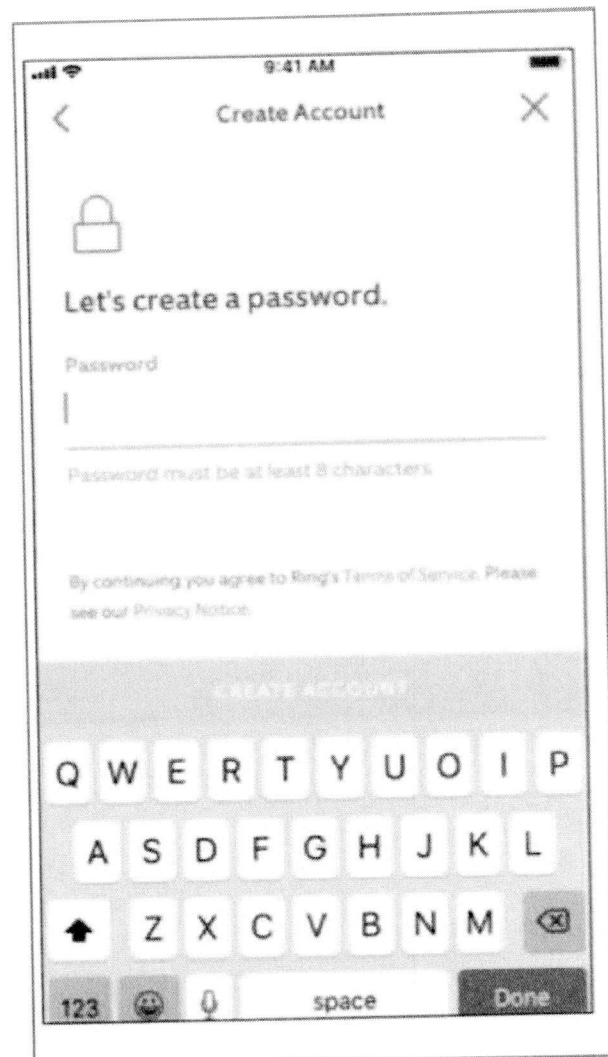 9:41 AM
Create Account
Let's create a password.
Password
Password must be at least 8 characters
By continuing you agree to Ring's Terms of Service. Please
see our Privacy Notice.
CREATE ACCOUNT
Q W E R T Y U O I P
A S D F G H J K L
Z X C V B N M
123 space Done